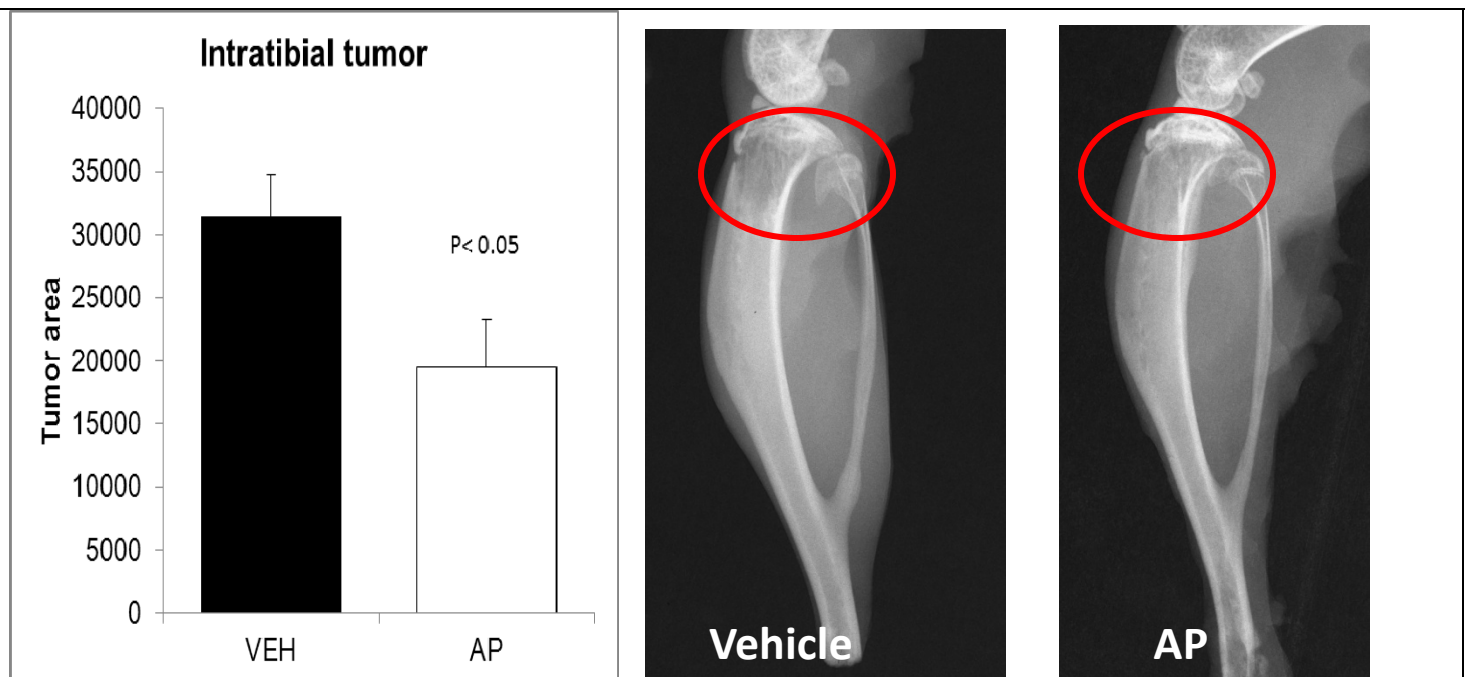 Intratibial tumor
40000
35000
30000
25000
20000
15000
10000
5000
0
Tumor area
P< 0.05
VEH
AP
Vehicle
AP